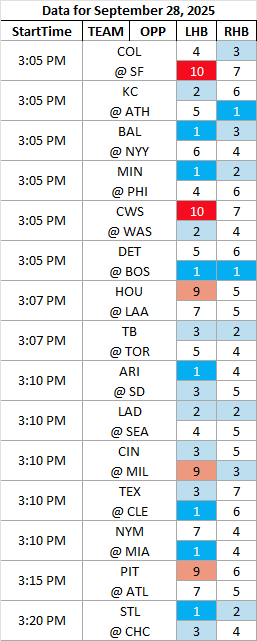 Data for September 28, 2025
StartTime TEAM OPP LHB RHB
3:05 PM COL 4 3
@ SF 10 7
3:05 PM KC 2 6
@ ATH 5 1
3:05 PM BAL 1 3
@ NYY 6 4
3:05 PM MIN 1 2
@ PHI 4 6
3:05 PM CWS 10 7
@ WAS 2 4
3:05 PM DET 5 6
@ BOS 1 1
3:07 PM HOU 9 5
@ LAA 7 5
3:07 PM TB 3 2
@ TOR 5 4
3:10 PM ARI 1 4
@ SD 3 5
3:10 PM LAD 2 2
@ SEA 4 5
3:10 PM CIN 3 5
@ MIL 9 3
3:10 PM TEX 3 7
@ CLE 1 6
3:10 PM NYM 7 4
@ MIA 1 4
3:15 PM PIT 9 6
@ ATL 7 5
3:20 PM STL 1 2
@ CHC 3 4